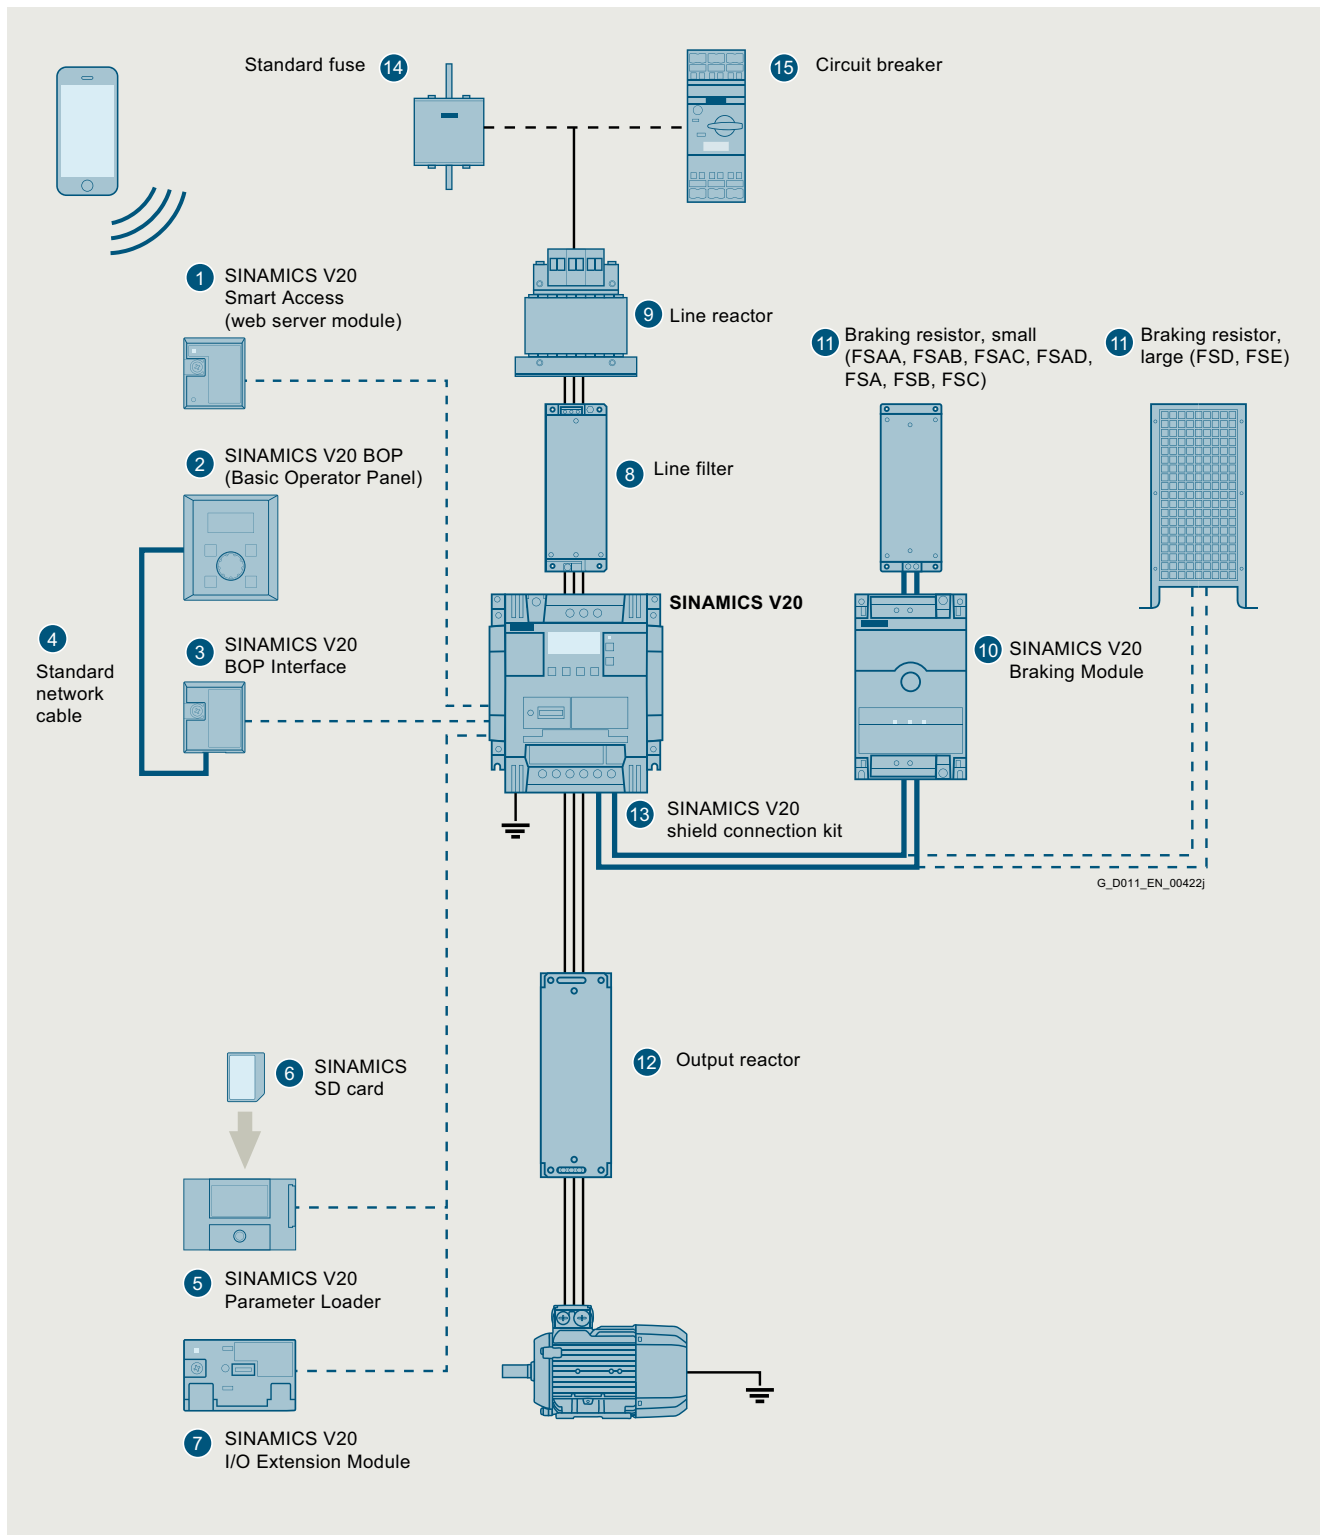 Standard fuse 14
15 Circuit breaker
1 SINAMICS V20
Smart Access
(web server module)
9 Line reactor
11 Braking resistor, small
(FSAA, FSAB, FSAC, FSAD,
FSA, FSB, FSC)
11 Braking resistor,
large (FSD, FSE)
2 SINAMICS V20 BOP
(Basic Operator Panel)
8 Line filter
SINAMICS V20
4
Standard
network
cable
3 SINAMICS V20
BOP Interface
10 SINAMICS V20
Braking Module
13 SINAMICS V20
shield connection kit
G_D011_EN_00422j
12 Output reactor
6 SINAMICS
SD card
5 SINAMICS V20
Parameter Loader
7 SINAMICS V20
I/O Extension Module